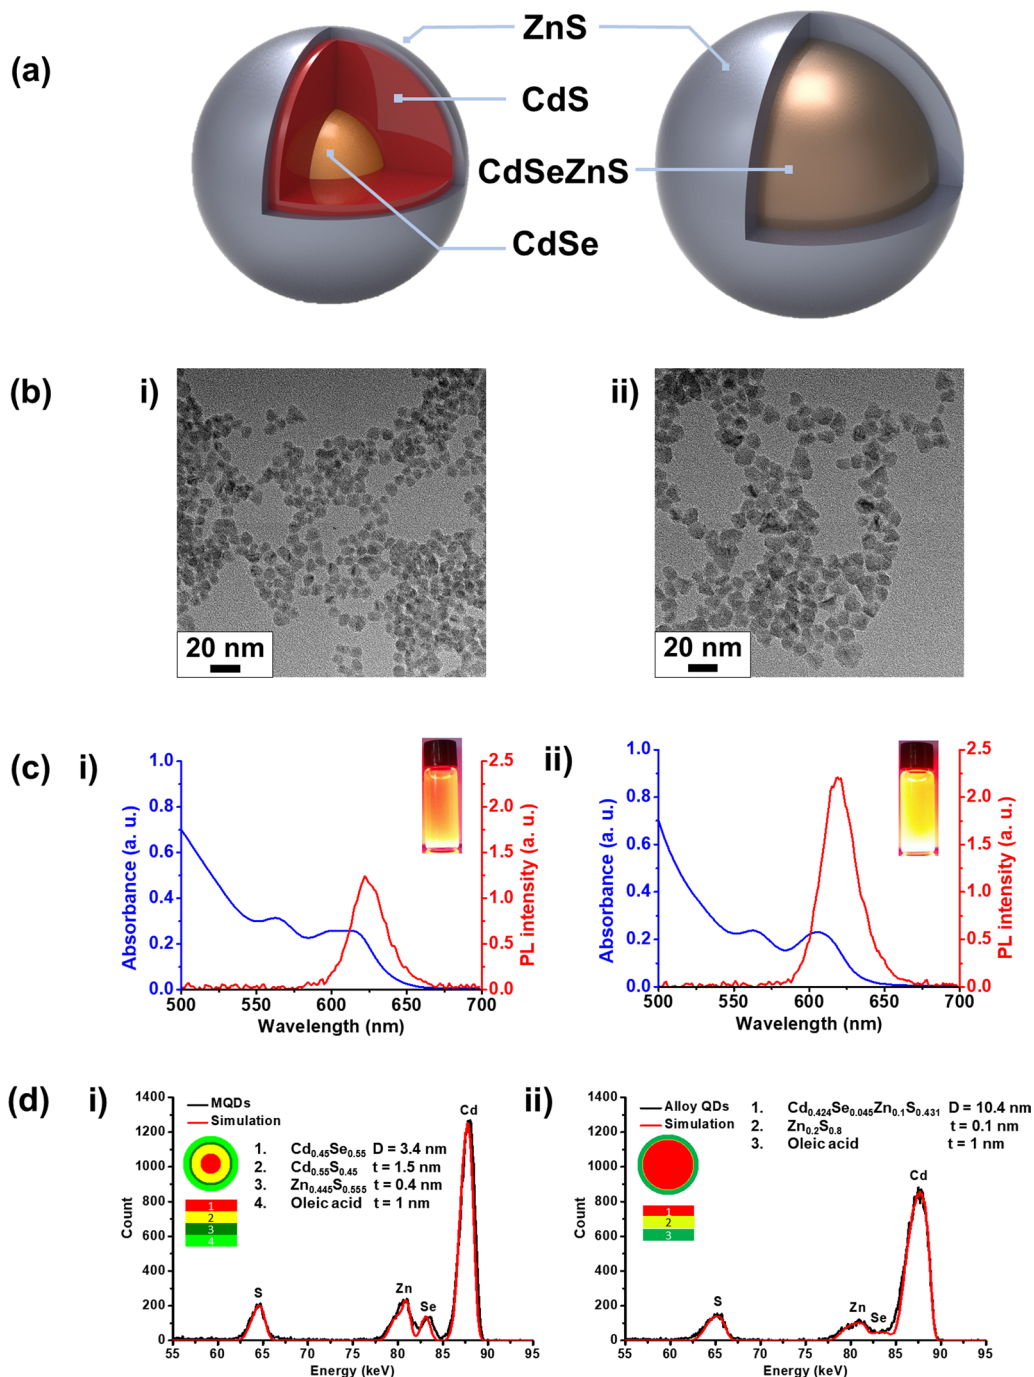 (a)
ZnS
CdS
CdSeZnS
CdSe
(b)
i)
ii)
20 nm
20 nm
(c)
i)
ii)
Absorbance (a. u.)
1.0
0.8
0.6
0.4
0.2
0.0
2.5
2.0
1.5
1.0
0.5
0.0
PL intensity (a. u.)
500 550 600 650 700
Wavelength (nm)
Absorbance (a. u.)
1.0
0.8
0.6
0.4
0.2
0.0
2.5
2.0
1.5
1.0
0.5
0.0
PL intensity (a. u.)
500 550 600 650 700
Wavelength (nm)
(d)
i)
Count
1400
1200
1000
800
600
400
200
0
MQDs
Simulation
1. Cd0.45Se0.55 D = 3.4 nm
2. Cd0.55S0.45 t = 1.5 nm
3. Zn0.445S0.555 t = 0.4 nm
4. Oleic acid t = 1 nm
1
2
3
4
S
Zn
Se
Cd
55 60 65 70 75 80 85 90 95
Energy (keV)
ii)
Count
1400
1200
1000
800
600
400
200
0
Alloy QDs
Simulation
1. Cd0.424Se0.045Zn0.1S0.431 D = 10.4 nm
2. Zn0.2S0.8 t = 0.1 nm
3. Oleic acid t = 1 nm
1
2
3
S
Zn
Se
Cd
55 60 65 70 75 80 85 90 95
Energy (keV)